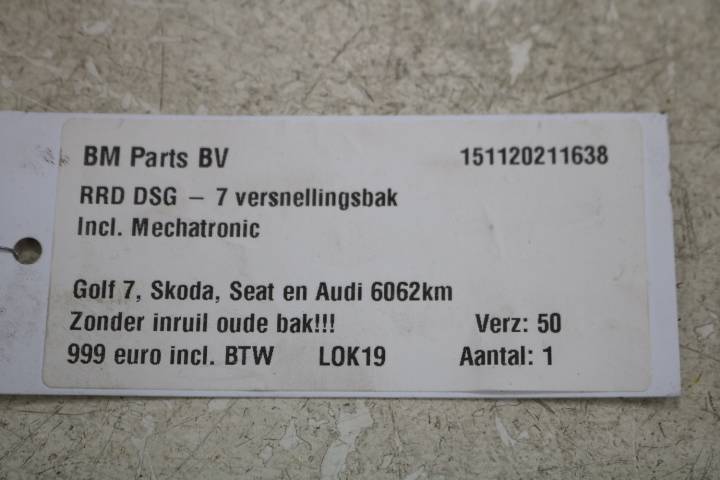 BM Parts BV 151120211638
RRD DSG – 7 versnellingsbak
Incl. Mechatronic
Golf 7, Skoda, Seat en Audi 6062km
Zonder inruil oude bak!!! Verz: 50
999 euro incl. BTW LOK19 Aantal: 1